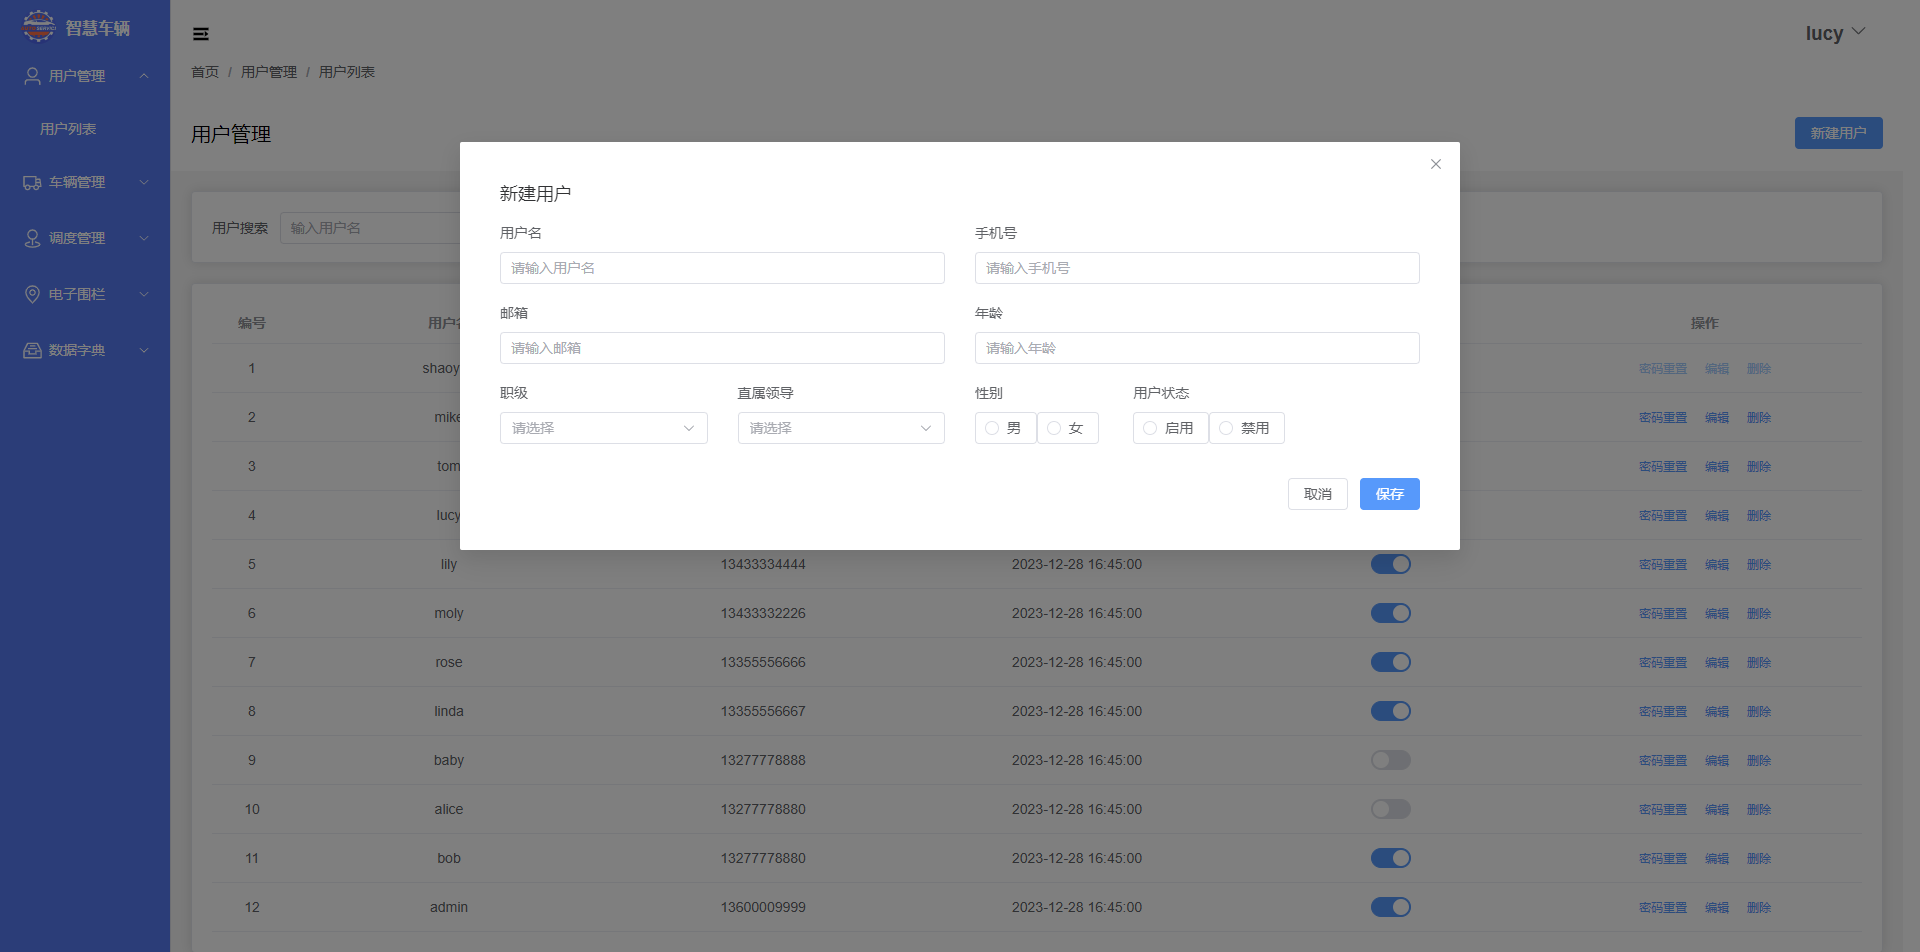 智慧车辆
lucy
用户管理
用户列表
车辆管理
调度管理
电子围栏
数据字典
首页 / 用户管理 / 用户列表
用户管理
新建用户
用户搜索 输入用户名
新建用户
用户名 手机号
请输入用户名 请输入手机号
邮箱 年龄
请输入邮箱 请输入年龄
职级 直属领导 性别 用户状态
请选择 请选择 男 女 启用 禁用
取消 保存
编号 用户 操作
1 shaoy 密码重置 编辑 删除
2 mike 密码重置 编辑 删除
3 tom 密码重置 编辑 删除
4 lucy 密码重置 编辑 删除
5 lily 13433334444 2023-12-28 16:45:00 密码重置 编辑 删除
6 moly 13433332226 2023-12-28 16:45:00 密码重置 编辑 删除
7 rose 13355556666 2023-12-28 16:45:00 密码重置 编辑 删除
8 linda 13355556667 2023-12-28 16:45:00 密码重置 编辑 删除
9 baby 13277778888 2023-12-28 16:45:00 密码重置 编辑 删除
10 alice 13277778880 2023-12-28 16:45:00 密码重置 编辑 删除
11 bob 13277778880 2023-12-28 16:45:00 密码重置 编辑 删除
12 admin 13600009999 2023-12-28 16:45:00 密码重置 编辑 删除